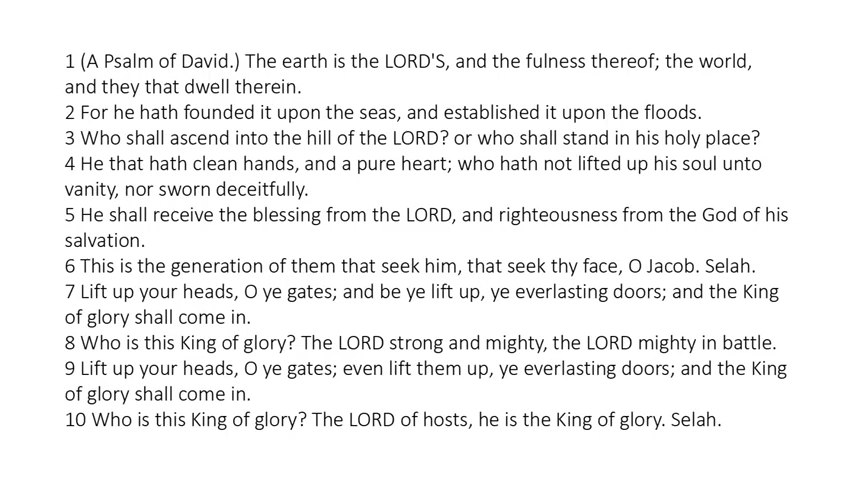 1 (A Psalm of David.) The earth is the LORD'S, and the fulness thereof; the world,
and they that dwell therein.
2 For he hath founded it upon the seas, and established it upon the floods.
3 Who shall ascend into the hill of the LORD? or who shall stand in his holy place?
4 He that hath clean hands, and a pure heart; who hath not lifted up his soul unto
vanity, nor sworn deceitfully.
5 He shall receive the blessing from the LORD, and righteousness from the God of his
salvation.
6 This is the generation of them that seek him, that seek thy face, O Jacob. Selah.
7 Lift up your heads, O ye gates; and be ye lift up, ye everlasting doors; and the King
of glory shall come in.
8 Who is this King of glory? The LORD strong and mighty, the LORD mighty in battle.
9 Lift up your heads, O ye gates; even lift them up, ye everlasting doors; and the King
of glory shall come in.
10 Who is this King of glory? The LORD of hosts, he is the King of glory. Selah.